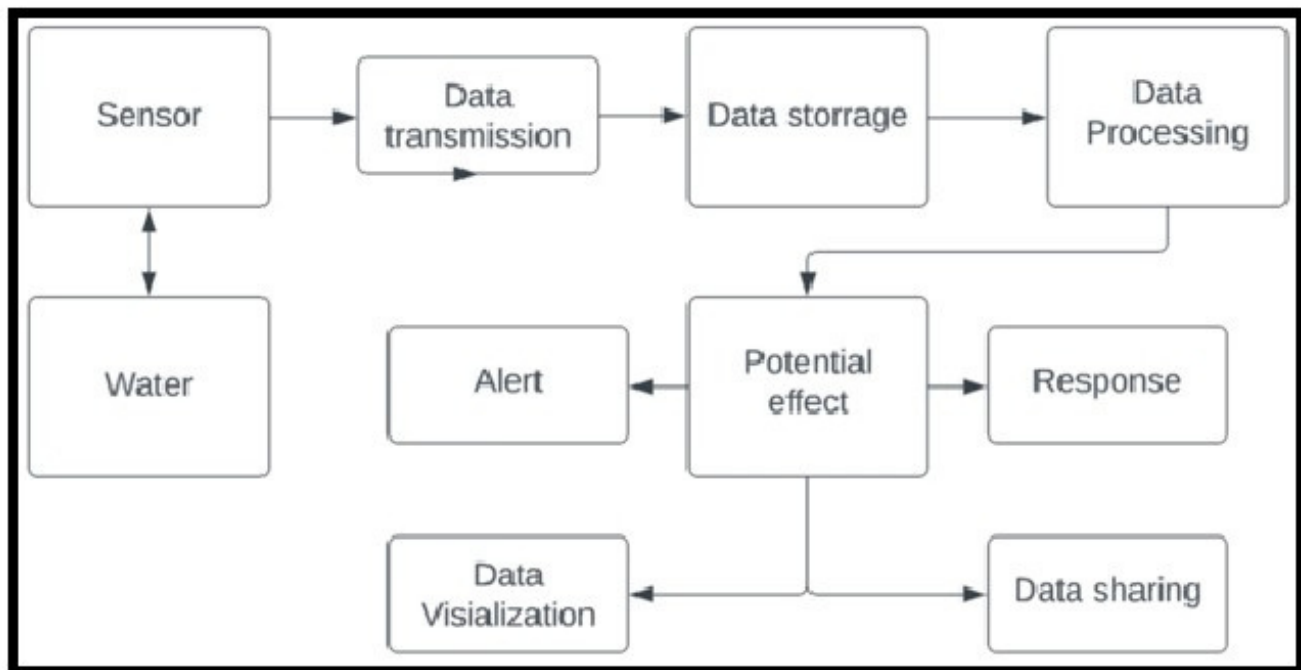 Sensor
Data
transmission
Data storrage
Data
Processing
Water
Alert
Potential
effect
Response
Data
Visialization
Data sharing